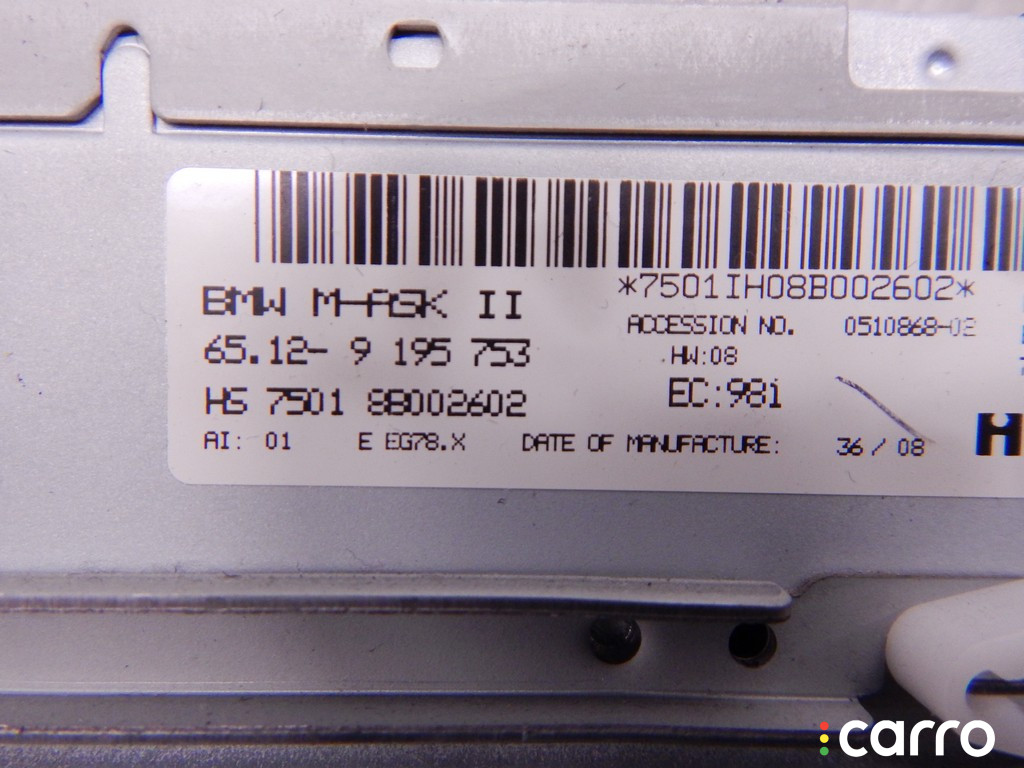 *7501IH08B002602*
BMW M-ASK II
ACCESSION NO. 0510868-02
65.12- 9 195 753
HW:08
EC:98i
HS 7501 8B002602
AI: 01 E EG78.X DATE OF MANUFACTURE: 36 / 08
H
carro